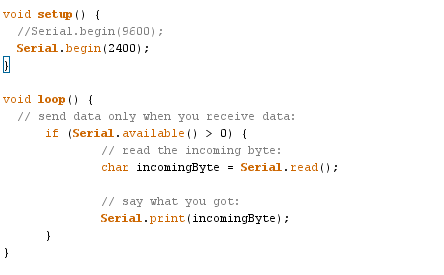 void setup() {
  //Serial.begin(9600);
  Serial.begin(2400);
}

void loop() {
  // send data only when you receive data:
      if (Serial.available() > 0) {
              // read the incoming byte:
              char incomingByte = Serial.read();

              // say what you got:
              Serial.print(incomingByte);
      }
}